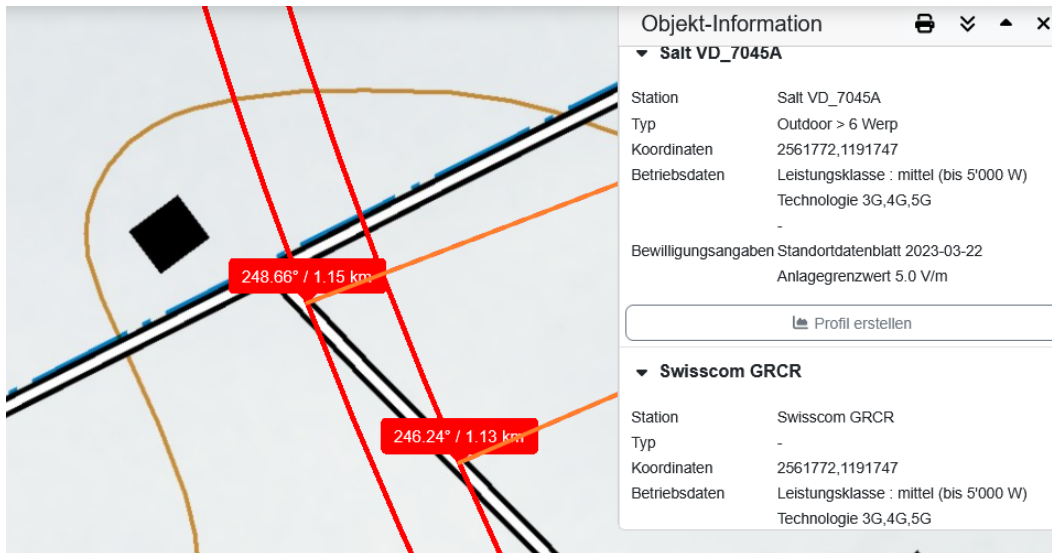 248.66° / 1.15 km
246.24° / 1.13 km
Objekt-Information
Salt VD_7045A
Station Salt VD_7045A
Typ Outdoor > 6 Werp
Koordinaten 2561772,1191747
Betriebsdaten Leistungsklasse : mittel (bis 5'000 W)
Technologie 3G,4G,5G
-
Bewilligungsangaben Standortdatenblatt 2023-03-22
Anlagegrenzwert 5.0 V/m
Profil erstellen
Swisscom GRCR
Station Swisscom GRCR
Typ -
Koordinaten 2561772,1191747
Betriebsdaten Leistungsklasse : mittel (bis 5'000 W)
Technologie 3G,4G,5G